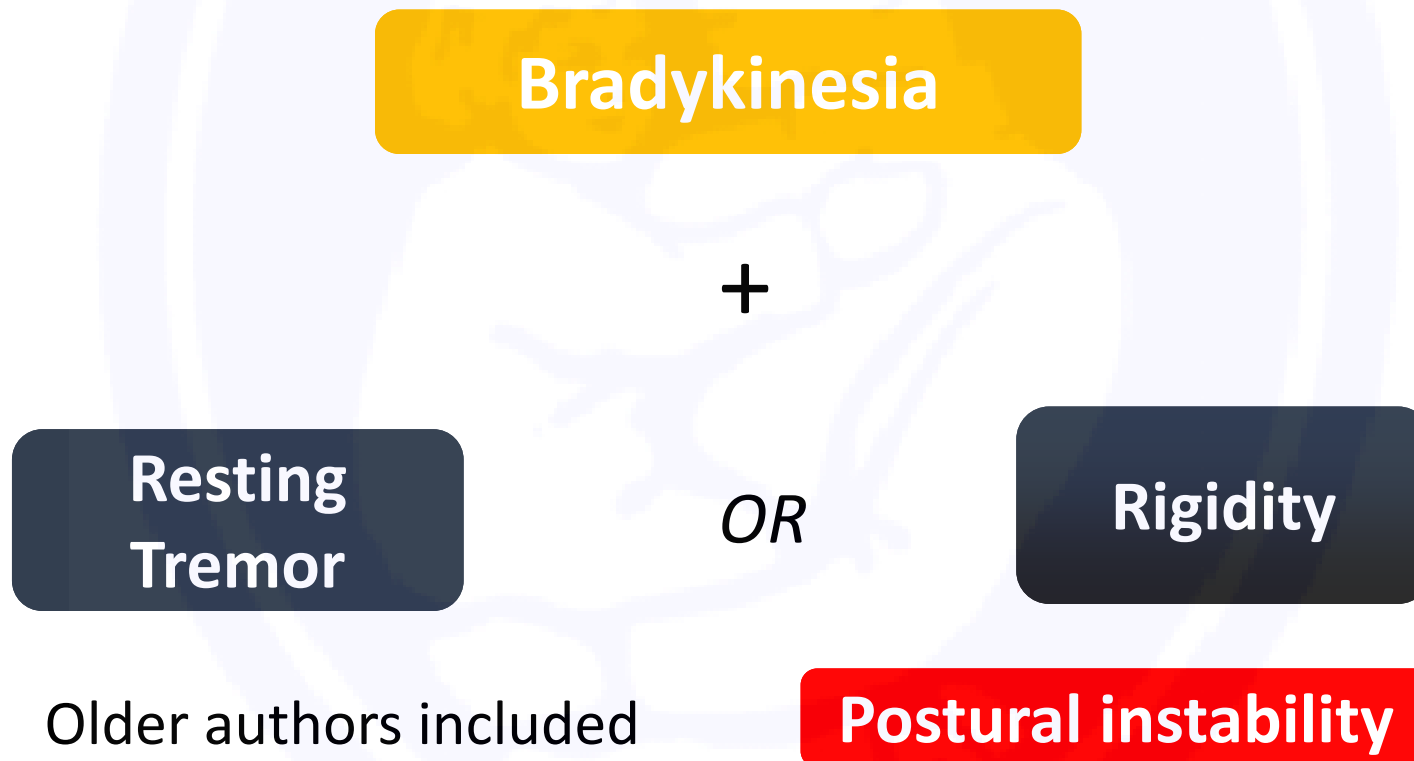 Bradykinesia
+
Resting
Tremor
OR
Rigidity
Older authors included
Postural instability